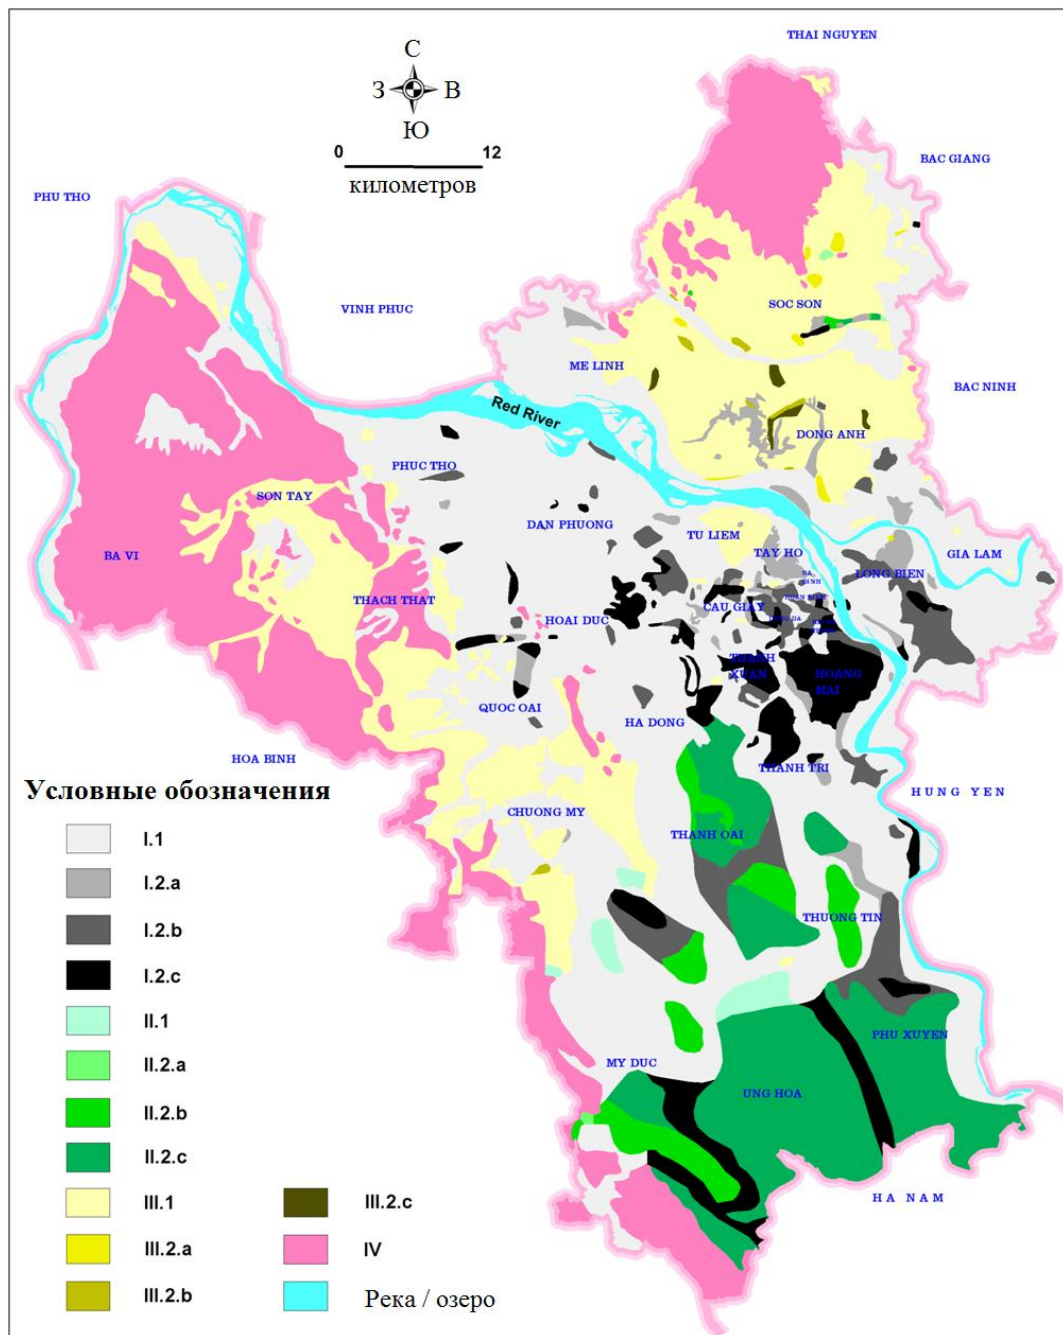 THAI NGUYEN
С
З В
Ю
0 12
километров
BAC GIANG
PHU THO
VINH PHUC
SOC SON
ME LINH
BAC NINH
Red River
DONG ANH
PHUC THO
SON TAY
DAN PHUONG
TU LIEM
TAY HO
BA VI
GIA LAM
LONG BIEN
BA DINH
THACH THAT
CAU GIAY
HOAI DUC
THANH XUAN
HOANG MAI
QUOC OAI
HA DONG
HOA BINH
THANH TRI
HUNG YEN
CHUONG MY
THANH OAI
THUONG TIN
PHU XUYEN
MY DUC
UNG HOA
HA NAM
Условные обозначения
I.1
I.2.a
I.2.b
I.2.c
II.1
II.2.a
II.2.b
II.2.c
III.1
III.2.a
III.2.b
III.2.c
IV
Река / озеро